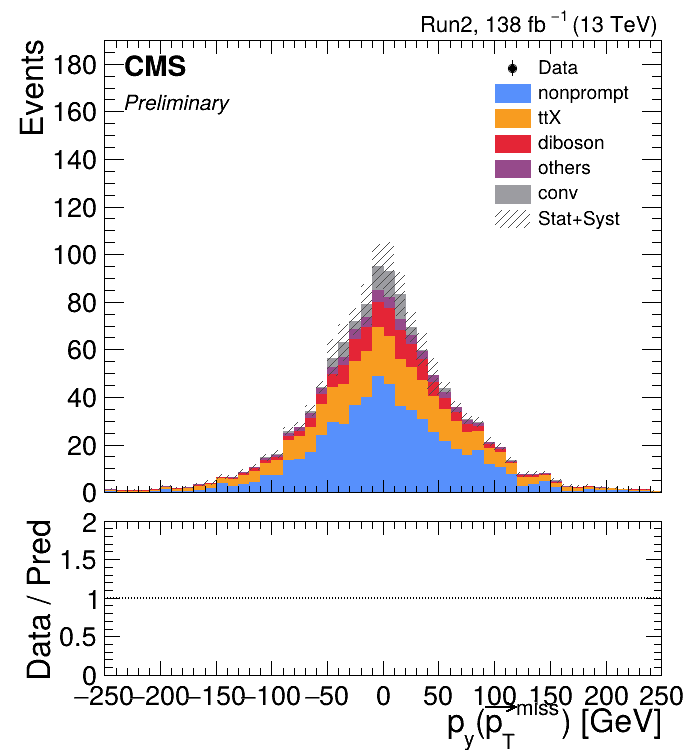 Run2, 138 fb⁻¹ (13 TeV)
CMS
Preliminary
Events
180
160
140
120
100
80
60
40
20
0
Data
nonprompt
ttX
diboson
others
conv
Stat+Syst
Data / Pred
2
1.5
1
0.5
0
−250 −200 −150 −100 −50 0 50 100 150 200 250
p_y(p⃗_T^miss) [GeV]